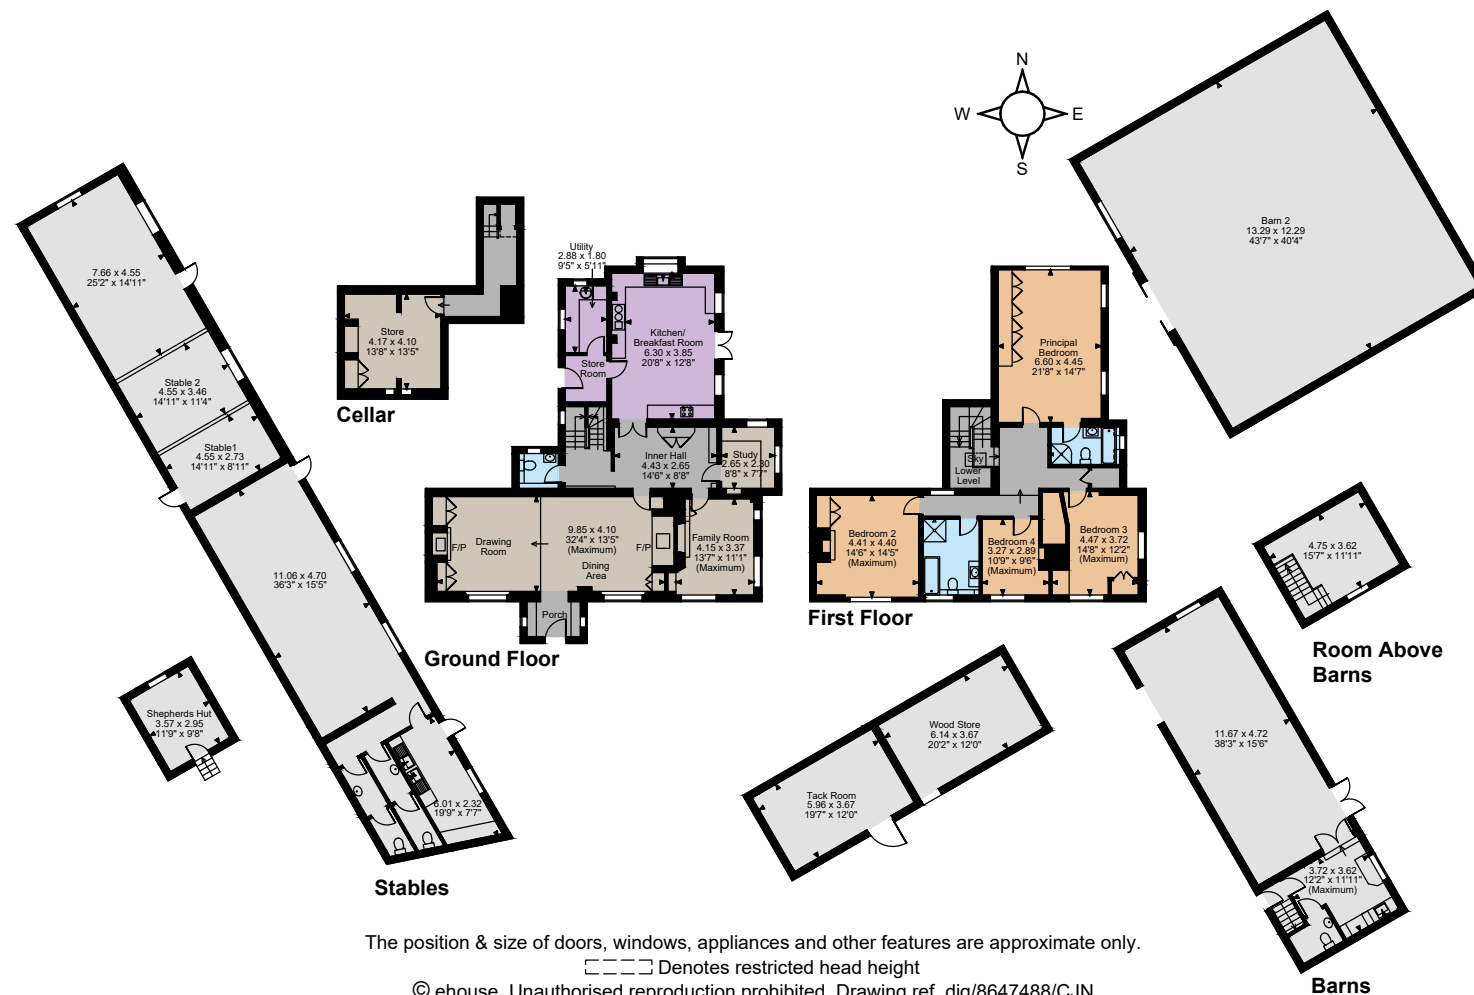 N
W
E
S
Barn 2
13.29 x 12.29
43'7" x 40'4"
7.66 x 4.55
25'2" x 14'11"
Stable 2
4.55 x 3.46
14'11" x 11'4"
Stable1
4.55 x 2.73
14'11" x 8'11"
11.06 x 4.70
36'3" x 15'5"
6.01 x 2.32
19'9" x 7'7"
Stables
Shepherds Hut
3.57 x 2.95
11'9" x 9'8"
Store
4.17 x 4.10
13'8" x 13'5"
Cellar
Utility
2.88 x 1.80
9'5" x 5'11"
Kitchen/
Breakfast Room
6.30 x 3.85
20'8" x 12'8"
Store
Room
Inner Hall
4.43 x 2.65
14'6" x 8'8"
Study
2.65 x 2.30
8'8" x 7'7"
F/P
Drawing
Room
9.85 x 4.10
32'4" x 13'5"
(Maximum)
Dining
Area
F/P
Family Room
4.15 x 3.37
13'7" x 11'1"
(Maximum)
Porch
Ground Floor
Principal
Bedroom
6.60 x 4.45
21'8" x 14'7"
Sky
Lower
Level
Bedroom 2
4.41 x 4.40
14'6" x 14'5"
(Maximum)
Bedroom 4
3.27 x 2.89
10'9" x 9'6"
(Maximum)
Bedroom 3
4.47 x 3.72
14'8" x 12'2"
(Maximum)
First Floor
4.75 x 3.62
15'7" x 11'11"
Room Above
Barns
Wood Store
6.14 x 3.67
20'2" x 12'0"
Tack Room
5.96 x 3.67
19'7" x 12'0"
11.67 x 4.72
38'3" x 15'6"
3.72 x 3.62
12'2" x 11'11"
(Maximum)
Barns
The position & size of doors, windows, appliances and other features are approximate only.
Denotes restricted head height
© ehouse. Unauthorised reproduction prohibited. Drawing ref. dig/8647488/CJN